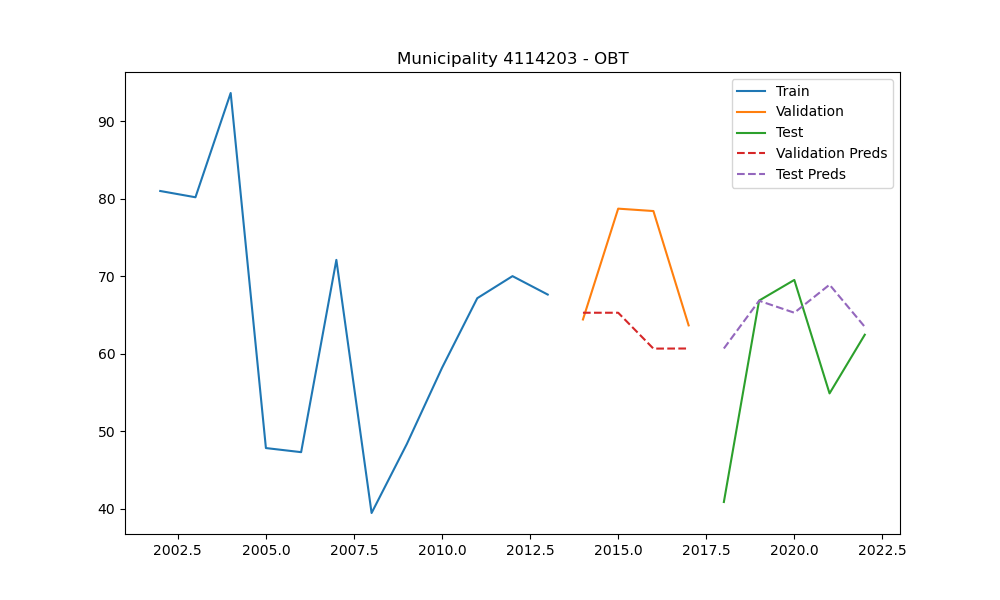 Municipality 4114203 - OBT
Train
Validation
Test
Validation Preds
Test Preds
90
80
70
60
50
40
2002.5 2005.0 2007.5 2010.0 2012.5 2015.0 2017.5 2020.0 2022.5